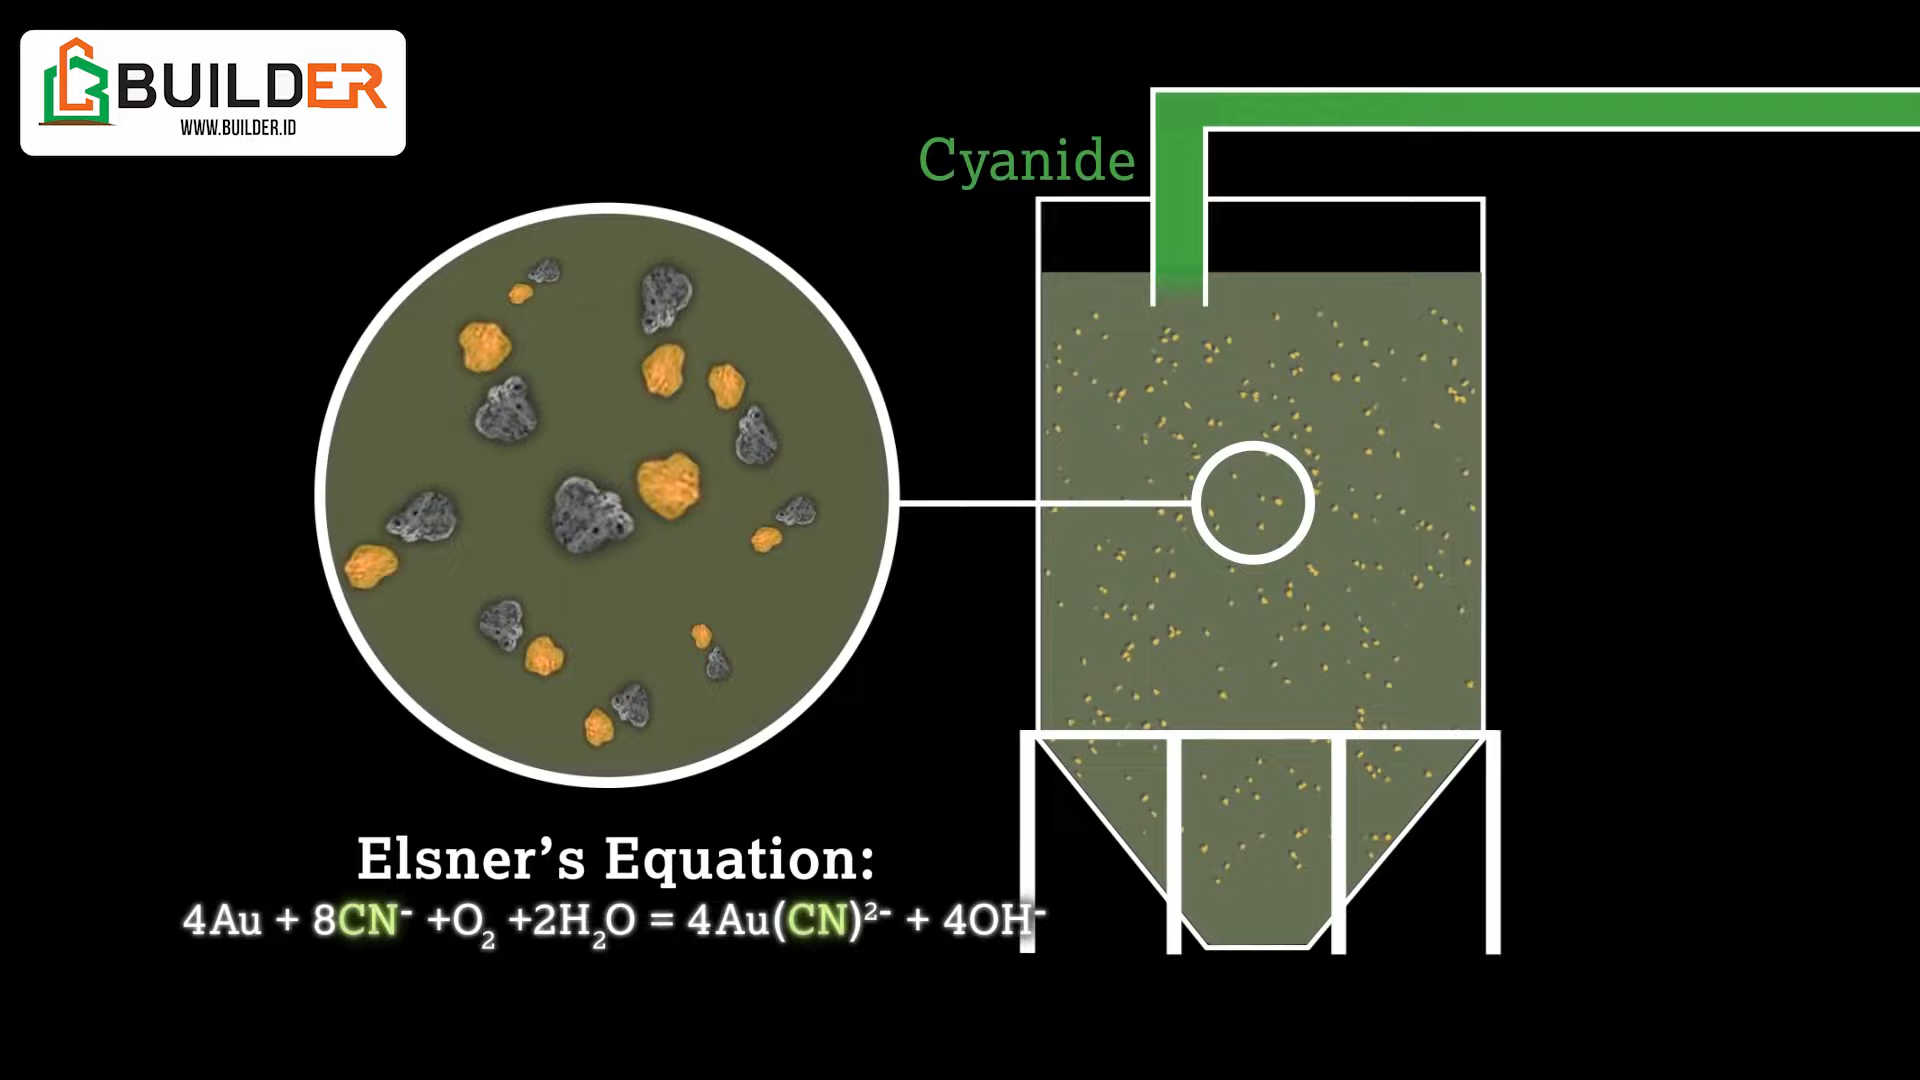 BUILDER
WWW.BUILDER.ID
Cyanide
Elsner's Equation:
4Au + 8CN⁻ +O₂ +2H₂O = 4Au(CN)²⁻ + 4OH⁻